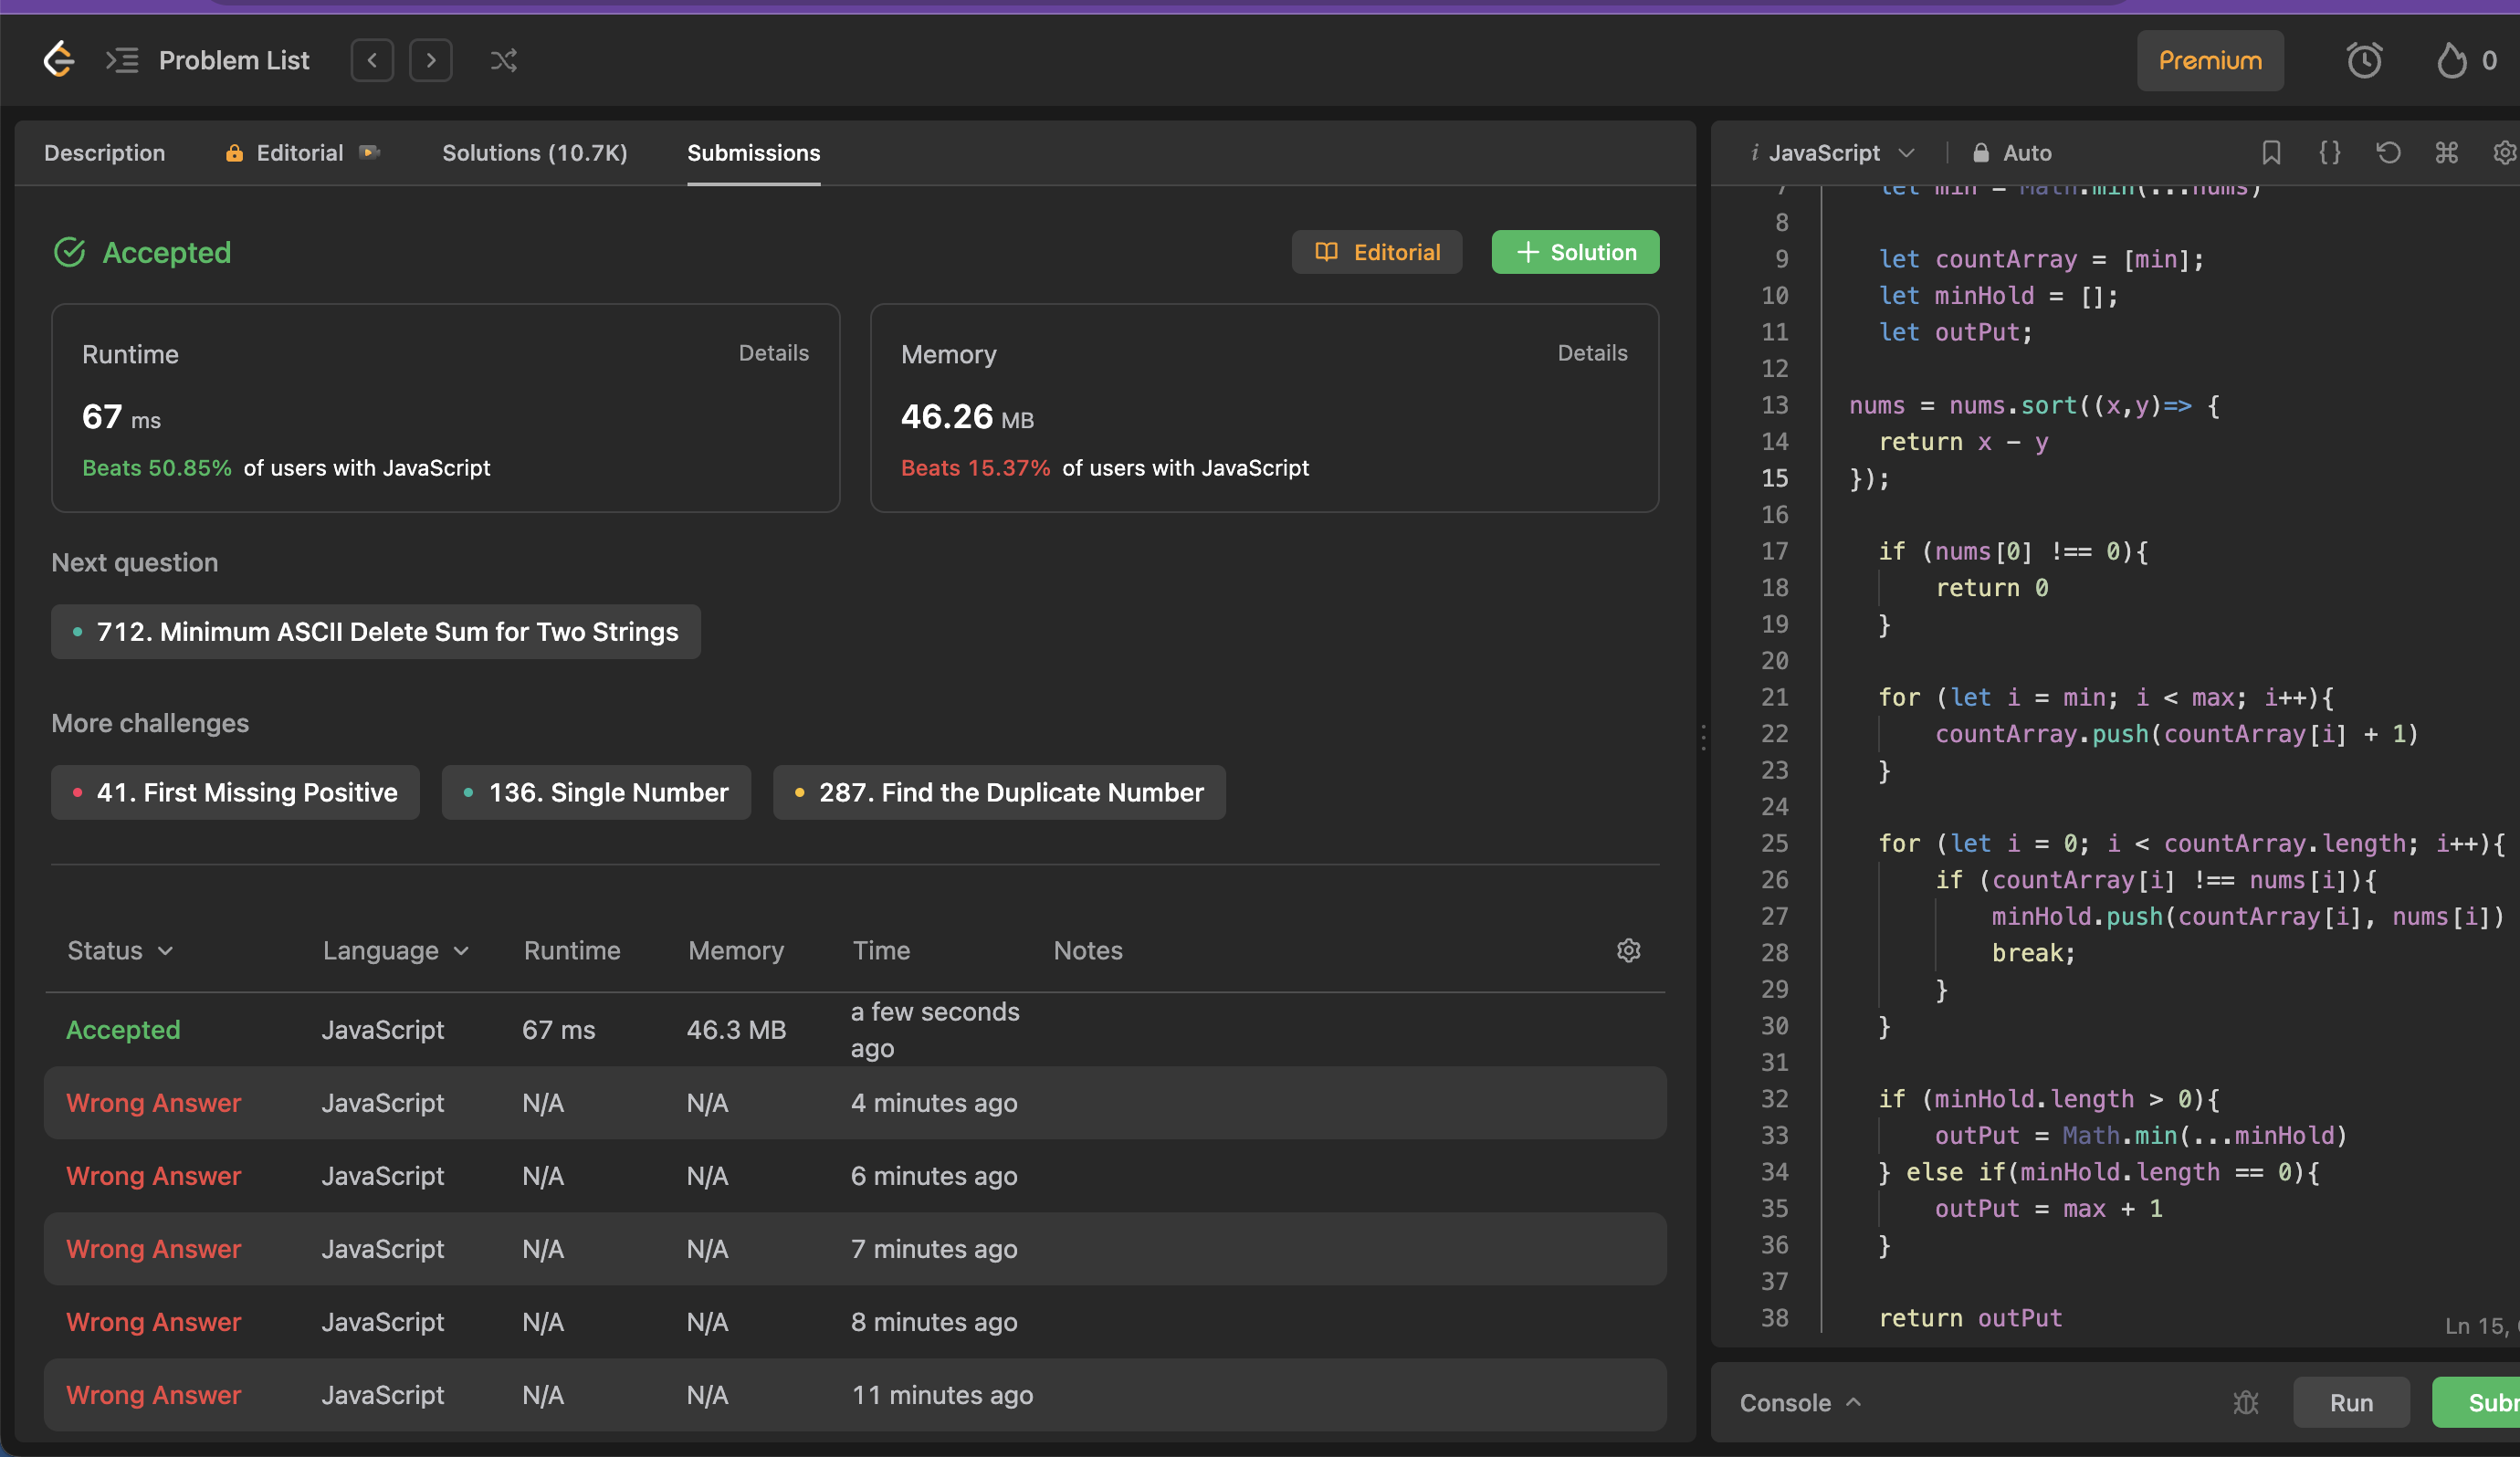 Problem List
Premium
0
Description
Editorial
Solutions (10.7K)
Submissions
Accepted
Editorial
+ Solution
Runtime
Details
67 ms
Beats 50.85% of users with JavaScript
Memory
Details
46.26 MB
Beats 15.37% of users with JavaScript
Next question
712. Minimum ASCII Delete Sum for Two Strings
More challenges
41. First Missing Positive
136. Single Number
287. Find the Duplicate Number
Status Language Runtime Memory Time Notes
Accepted JavaScript 67 ms 46.3 MB a few seconds ago
Wrong Answer JavaScript N/A N/A 4 minutes ago
Wrong Answer JavaScript N/A N/A 6 minutes ago
Wrong Answer JavaScript N/A N/A 7 minutes ago
Wrong Answer JavaScript N/A N/A 8 minutes ago
Wrong Answer JavaScript N/A N/A 11 minutes ago
i JavaScript
Auto
{}
7 let min = Math.min(...nums)
8
9 let countArray = [min];
10 let minHold = [];
11 let outPut;
12
13 nums = nums.sort((x,y)=> {
14 return x - y
15 });
16
17 if (nums[0] !== 0){
18 return 0
19 }
20
21 for (let i = min; i < max; i++){
22 countArray.push(countArray[i] + 1)
23 }
24
25 for (let i = 0; i < countArray.length; i++){
26 if (countArray[i] !== nums[i]){
27 minHold.push(countArray[i], nums[i])
28 break;
29 }
30 }
31
32 if (minHold.length > 0){
33 outPut = Math.min(...minHold)
34 } else if(minHold.length == 0){
35 outPut = max + 1
36 }
37
38 return outPut
Ln 15,
Console
Run
Subm